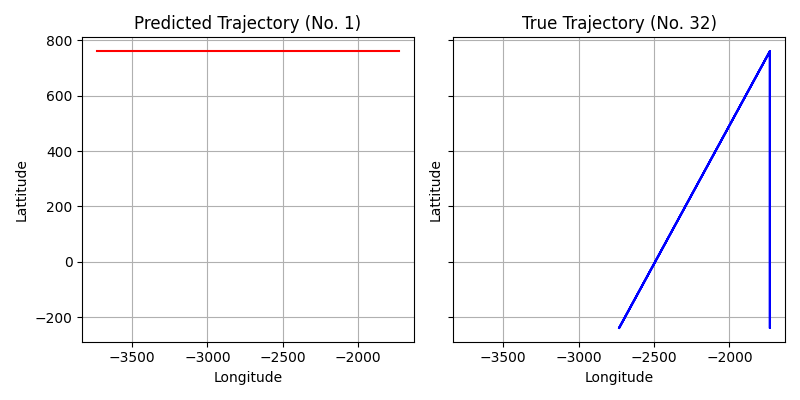 Predicted Trajectory (No. 1)
True Trajectory (No. 32)
800
600
400
200
0
−200
Lattitude
Lattitude
−3500
−3000
−2500
−2000
−3500
−3000
−2500
−2000
Longitude
Longitude